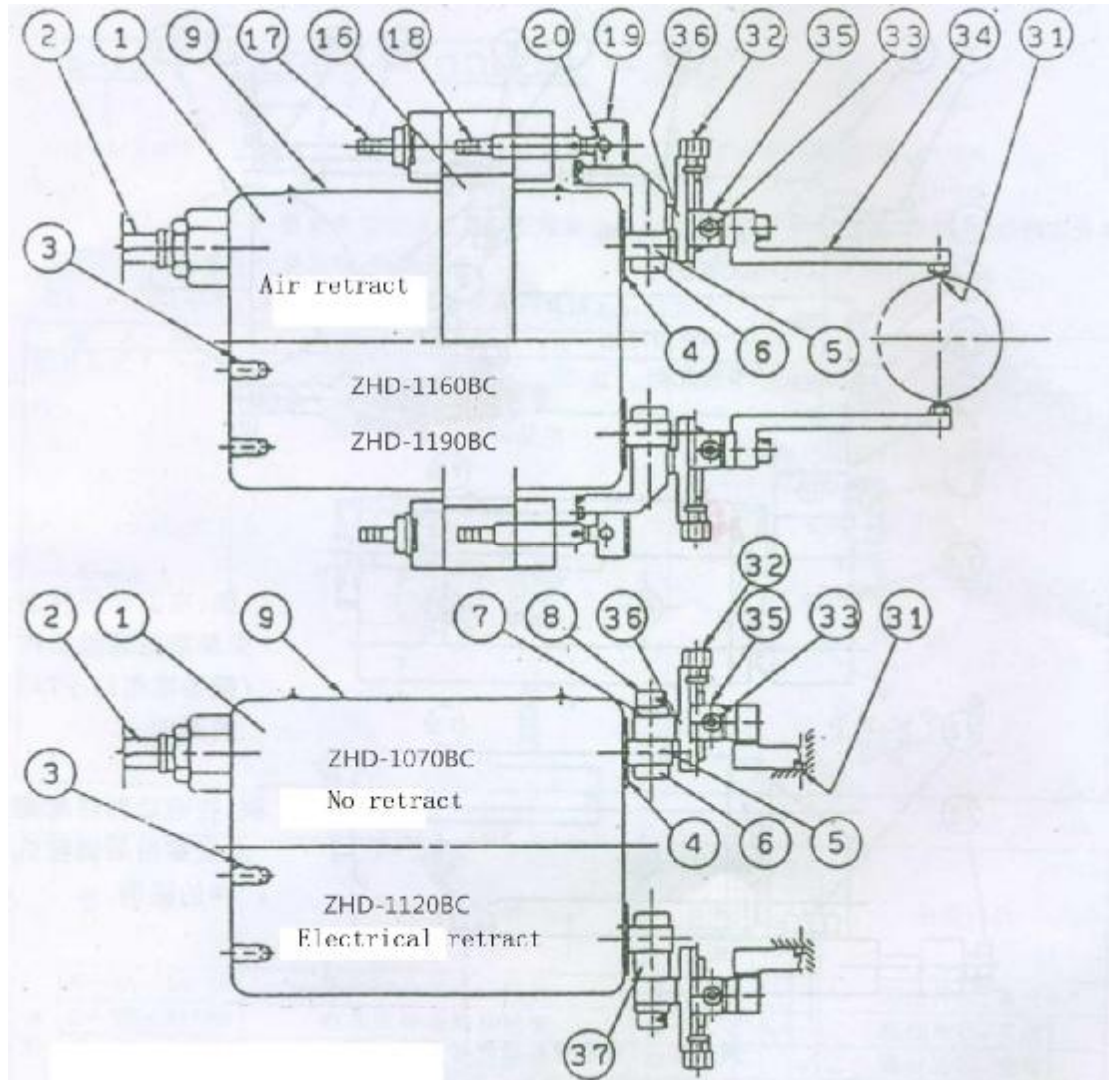 2 1 9 17 16 18 20 19 36 32 35 33 34 31
3
Air retract
4 6 5
ZHD-1160BC
ZHD-1190BC
32
2 1 9 7 8 36 35 33 31
3
ZHD-1070BC
No retract
4 6 5
ZHD-1120BC
Electrical retract
37